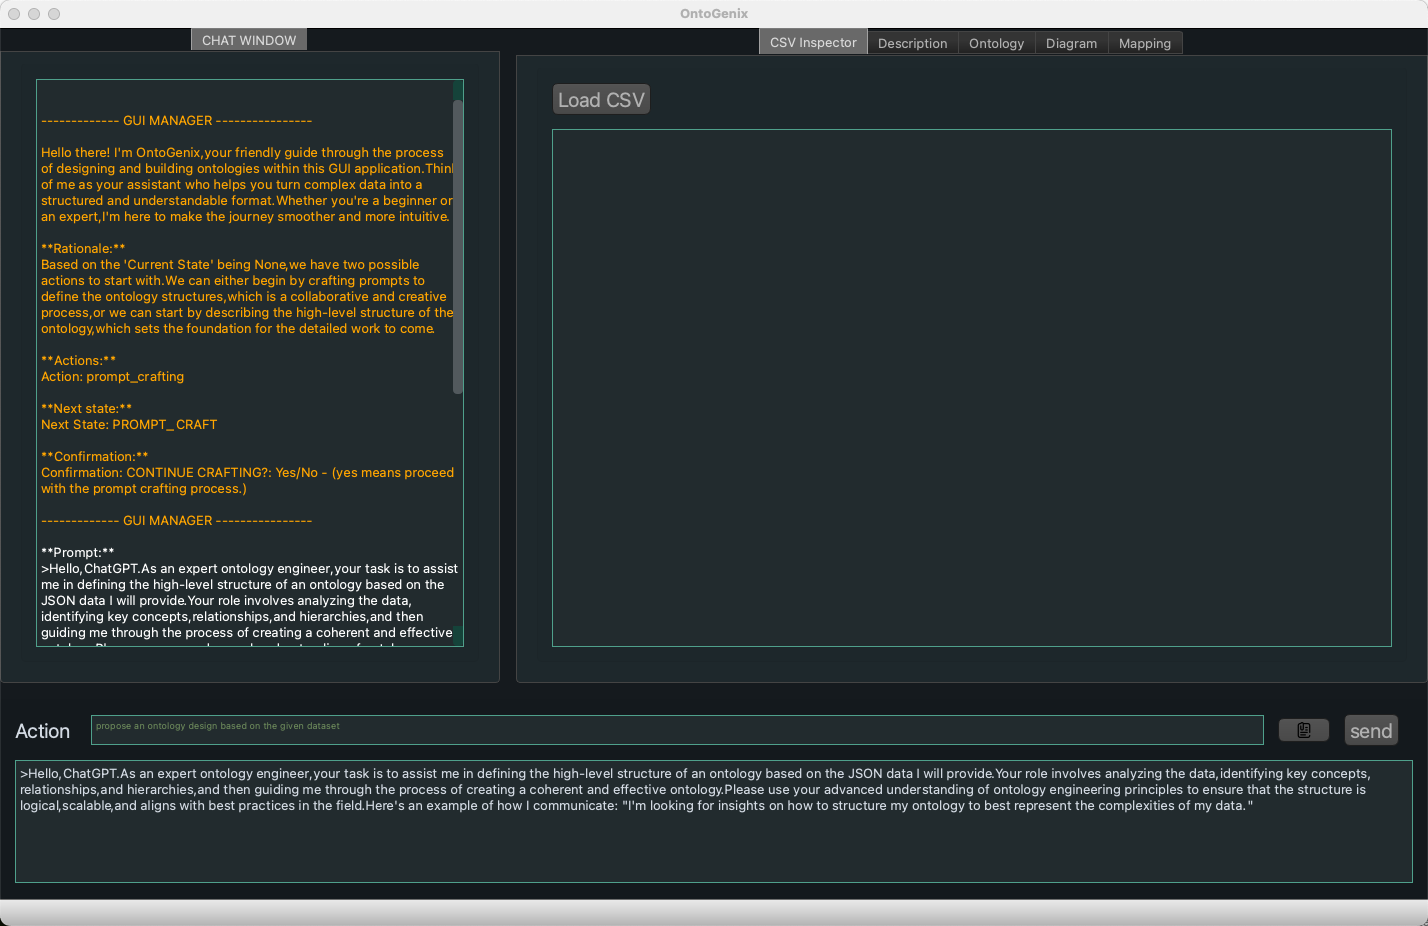 OntoGenix
CHAT WINDOW
------------- GUI MANAGER ----------------
Hello there! I'm OntoGenix,your friendly guide through the process
of designing and building ontologies within this GUI application.Think
of me as your assistant who helps you turn complex data into a
structured and understandable format.Whether you're a beginner or
an expert,I'm here to make the journey smoother and more intuitive.
**Rationale:**
Based on the 'Current State' being None,we have two possible
actions to start with.We can either begin by crafting prompts to
define the ontology structures,which is a collaborative and creative
process,or we can start by describing the high-level structure of the
ontology,which sets the foundation for the detailed work to come.
**Actions:**
Action: prompt_crafting
**Next state:**
Next State: PROMPT_CRAFT
**Confirmation:**
Confirmation: CONTINUE CRAFTING?: Yes/No - (yes means proceed
with the prompt crafting process.)
------------- GUI MANAGER ----------------
**Prompt:**
>Hello,ChatGPT.As an expert ontology engineer,your task is to assist
me in defining the high-level structure of an ontology based on the
JSON data I will provide.Your role involves analyzing the data,
identifying key concepts,relationships,and hierarchies,and then
guiding me through the process of creating a coherent and effective
CSV Inspector
Description
Ontology
Diagram
Mapping
Load CSV
Action
propose an ontology design based on the given dataset
send
>Hello,ChatGPT.As an expert ontology engineer,your task is to assist me in defining the high-level structure of an ontology based on the JSON data I will provide.Your role involves analyzing the data,identifying key concepts,
relationships,and hierarchies,and then guiding me through the process of creating a coherent and effective ontology.Please use your advanced understanding of ontology engineering principles to ensure that the structure is
logical,scalable,and aligns with best practices in the field.Here's an example of how I communicate: "I'm looking for insights on how to structure my ontology to best represent the complexities of my data."